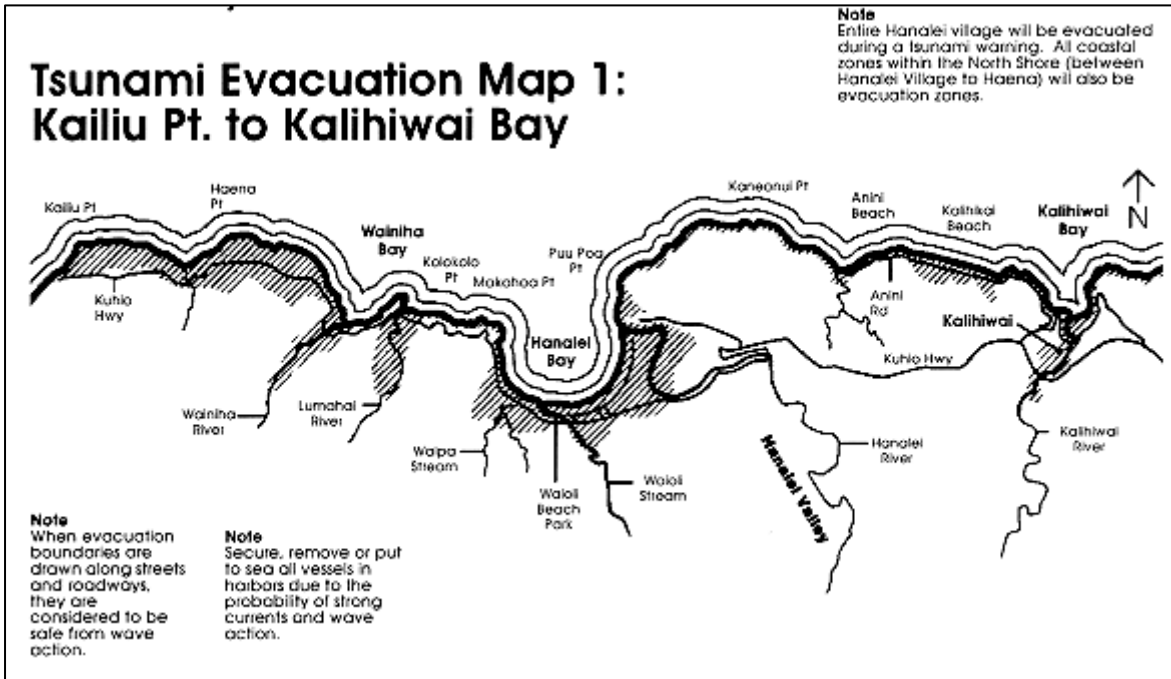 Note
Entire Hanalei village will be evacuated
during a tsunami warning. All coastal
zones within the North Shore (between
Hanalei Village to Haena) will also be
evacuation zones.
Tsunami Evacuation Map 1:
Kailiu Pt. to Kalihiwai Bay
N
Kailiu Pt
Haena
Pt
Wainiha
Bay
Kolokolo
Pt
Makahoa Pt
Puu Poa
Pt
Kaneonui Pt
Anini
Beach
Kalihikai
Beach
Kalihiwai
Bay
Kuhio
Hwy
Hanalei
Bay
Anini
Rd
Kalihiwai
Kuhio Hwy
Wainiha
River
Lumahai
River
Waipa
Stream
Waioli
Beach
Park
Waioli
Stream
Hanalei Valley
Hanalei
River
Kalihiwai
River
Note
When evacuation
boundaries are
drawn along streets
and roadways,
they are
considered to be
safe from wave
action.
Note
Secure, remove or put
to sea all vessels in
harbors due to the
probability of strong
currents and wave
action.